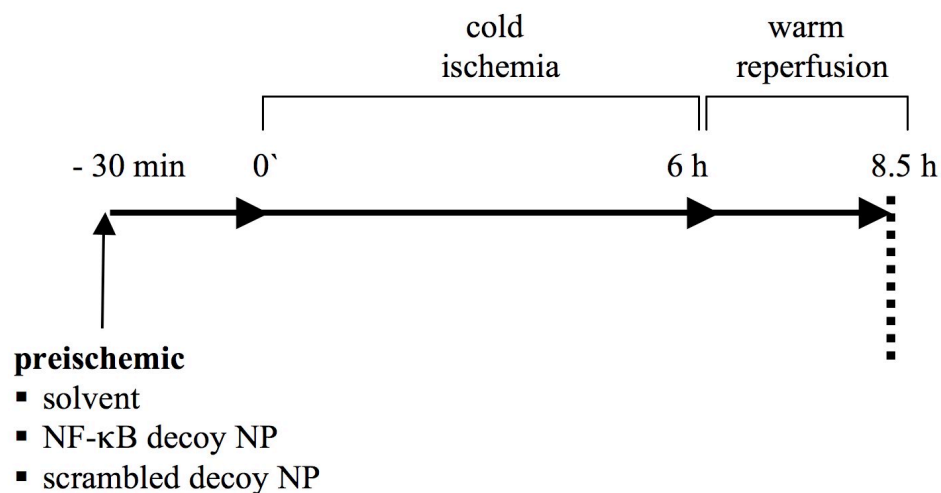 cold
ischemia
warm
reperfusion
- 30 min
0`
6 h
8.5 h
preischemic
▪ solvent
▪ NF-κB decoy NP
▪ scrambled decoy NP